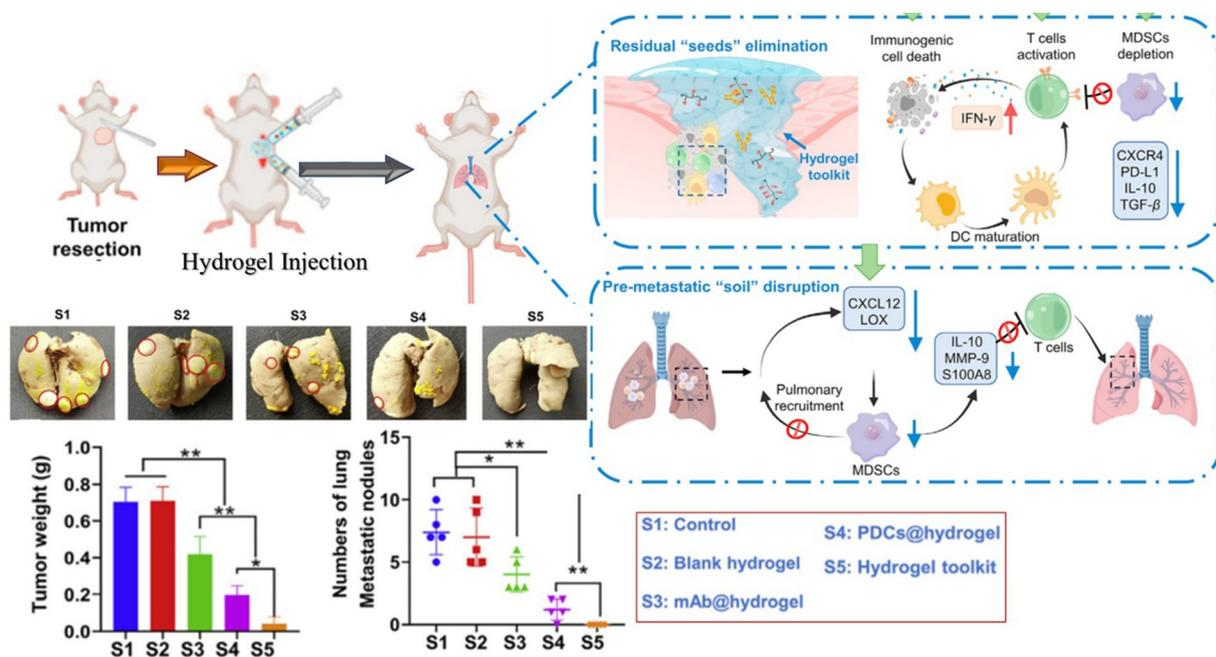 Tumor
resection
Hydrogel Injection
Residual “seeds” elimination
Hydrogel
toolkit
Immunogenic
cell death
T cells
activation
MDSCs
depletion
IFN-γ
CXCR4
PD-L1
IL-10
TGF-β
DC maturation
Pre-metastatic “soil” disruption
CXCL12
LOX
Pulmonary
recruitment
MDSCs
IL-10
MMP-9
S100A8
T cells
S1 S2 S3 S4 S5
Tumor weight (g)
1.0
0.8
0.6
0.4
0.2
0.0
**
**
*
S1 S2 S3 S4 S5
Numbers of lung
Metastatic nodules
15
10
5
0
**
*
**
S1 S2 S3 S4 S5
S1: Control
S2: Blank hydrogel
S3: mAb@hydrogel
S4: PDCs@hydrogel
S5: Hydrogel toolkit